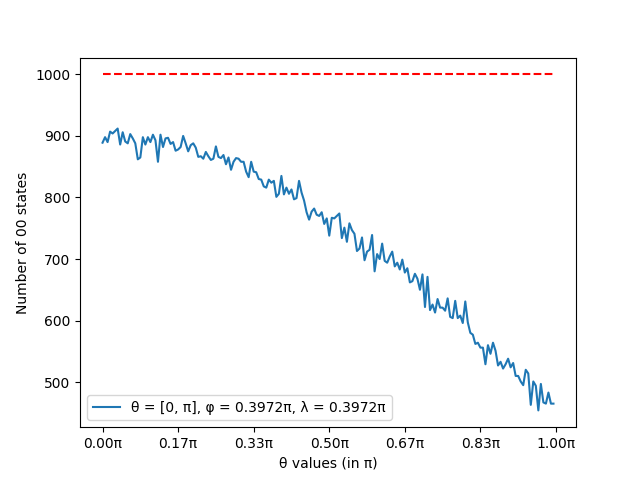 1000
900
800
700
600
500
Number of 00 states
θ = [0, π], φ = 0.3972π, λ = 0.3972π
0.00π 0.17π 0.33π 0.50π 0.67π 0.83π 1.00π
θ values (in π)